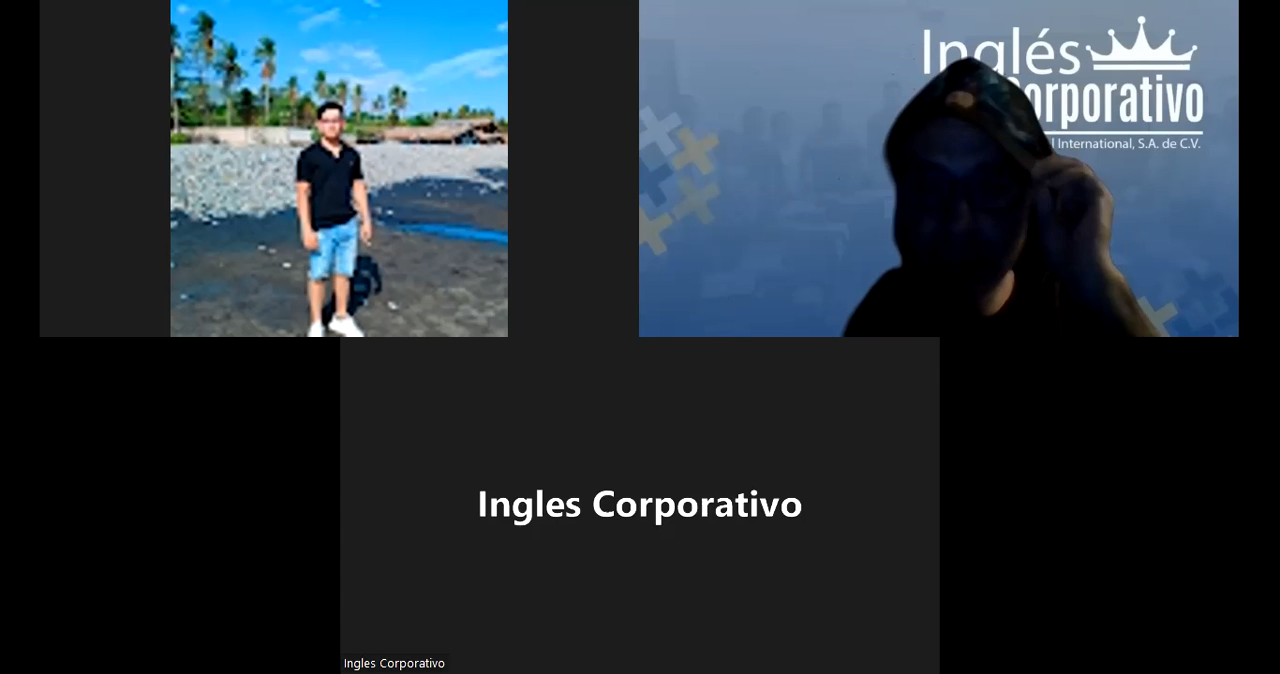 Inglés
Corporativo
l International, S.A. de C.V.
Ingles Corporativo
Ingles Corporativo